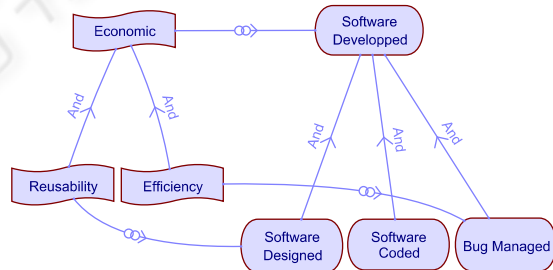 Economic
Software
Developped
And
And
And
And
And
Reusability
Efficiency
Software
Designed
Software
Coded
Bug Managed